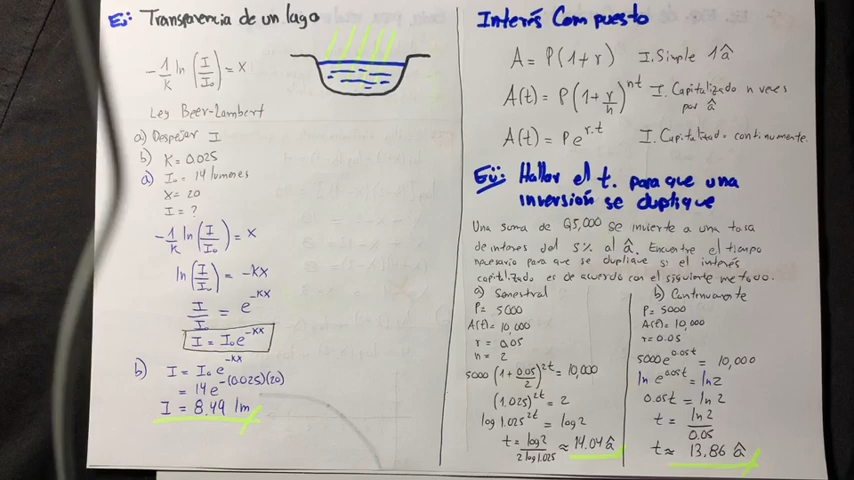 Ej: Transparencia de un lago
-1/k ln (I/I₀) = x
Ley Beer-Lambert
a) Despejar I
b) K = 0.025
a) I₀ = 14 lumenes
x = 20
I = ?
-1/k ln (I/I₀) = x
ln (I/I₀) = -kx
I/I₀ = e^-kx
I = I₀e^-kx
b) I = I₀ e^-kx
= 14 e^-(0.025)(20)
I = 8.49 lm
Interés Compuesto
A = P(1+r) I. Simple 1 â
A(t) = P(1+r/n)^nt I. Capitalizado n veces
por â
A(t) = Pe^r.t I. Capitalizado continuamente.
Ej: Hallar el t. para que una
inversión se duplique
Una suma de Q5,000 se invierte a una tasa
de interes del 5% al â. Encuentre el tiempo
necesario para que se duplique si el interés
capitalizado es de acuerdo con el siguiente metodo.
a) Semestral
P = 5000
A(t) = 10,000
r = 0.05
n = 2
5000 (1 + 0.05/2)^2t = 10,000
(1.025)^2t = 2
log 1.025^2t = log 2
t = log 2 / 2 log 1.025 ≈ 14.04 â
b) Continuamente
P = 5000
A(t) = 10,000
r = 0.05
5000e^0.05t = 10,000
ln e^0.05t = ln 2
0.05t = ln 2
t = ln 2 / 0.05
t ≈ 13.86 â